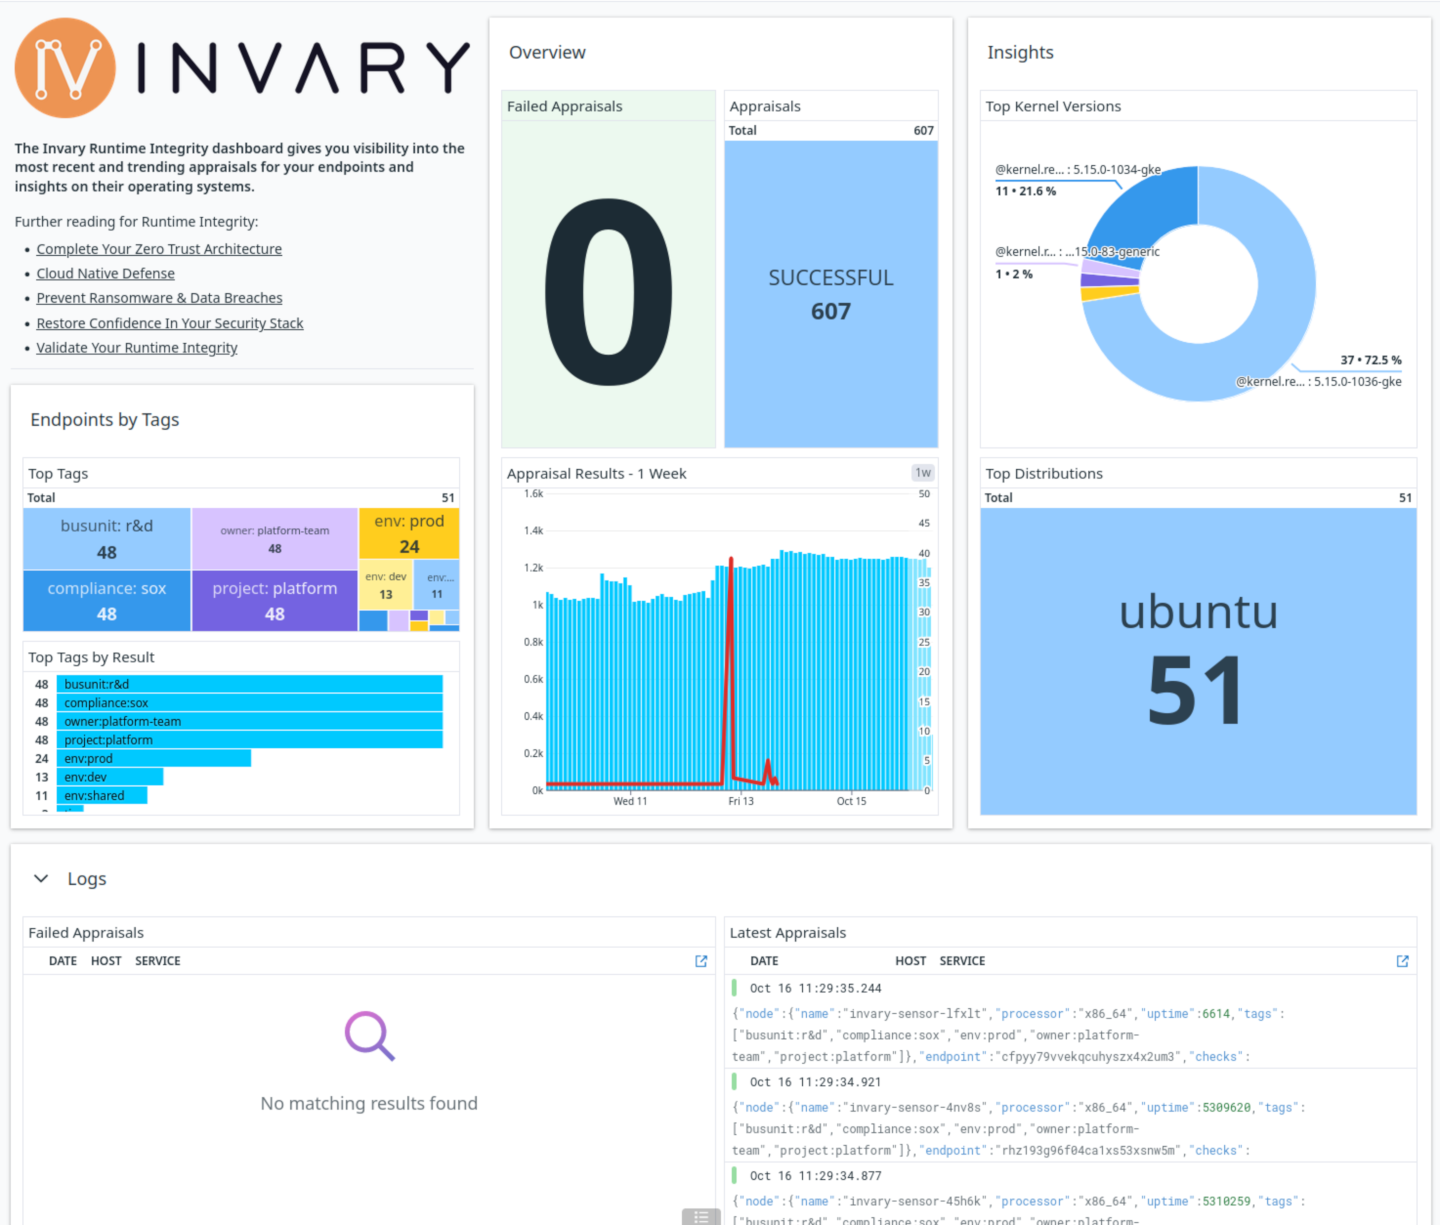 INVARY
The Invary Runtime Integrity dashboard gives you visibility into the
most recent and trending appraisals for your endpoints and
insights on their operating systems.
Further reading for Runtime Integrity:
• Complete Your Zero Trust Architecture
• Cloud Native Defense
• Prevent Ransomware & Data Breaches
• Restore Confidence In Your Security Stack
• Validate Your Runtime Integrity
Endpoints by Tags
Top Tags
Total 51
busunit: r&d
48
owner: platform-team
48
env: prod
24
compliance: sox
48
project: platform
48
env: dev
13
env:...
11
Top Tags by Result
48 busunit:r&d
48 compliance:sox
48 owner:platform-team
48 project:platform
24 env:prod
13 env:dev
11 env:shared
Overview
Failed Appraisals
0
Appraisals
Total 607
SUCCESSFUL
607
Appraisal Results - 1 Week 1w
1.6k 50
45
1.4k
40
1.2k
35
1k
30
0.8k
25
0.6k
20
0.4k
15
10
0.2k
5
0k 0
Wed 11 Fri 13 Oct 15
Insights
Top Kernel Versions
@kernel.re... : 5.15.0-1034-gke
11 • 21.6 %
@kernel.r... : ...15.0-83-generic
1 • 2 %
37 • 72.5 %
@kernel.re... : 5.15.0-1036-gke
Top Distributions
Total 51
ubuntu
51
Logs
Failed Appraisals
DATE HOST SERVICE
No matching results found
Latest Appraisals
DATE HOST SERVICE
Oct 16 11:29:35.244
{"node":{"name":"invary-sensor-lfxlt","processor":"x86_64","uptime":6614,"tags":
["busunit:r&d","compliance:sox","env:prod","owner:platform-
team","project:platform"]},"endpoint":"cfpyy79vvekqcuhyszx4x2um3","checks":
Oct 16 11:29:34.921
{"node":{"name":"invary-sensor-4nv8s","processor":"x86_64","uptime":5309620,"tags":
["busunit:r&d","compliance:sox","env:prod","owner:platform-
team","project:platform"]},"endpoint":"rhz193g96f04ca1xs53xsnw5m","checks":
Oct 16 11:29:34.877
{"node":{"name":"invary-sensor-45h6k","processor":"x86_64","uptime":5310259,"tags":
["busunit:r&d","compliance:sox","env:prod","owner:platform-